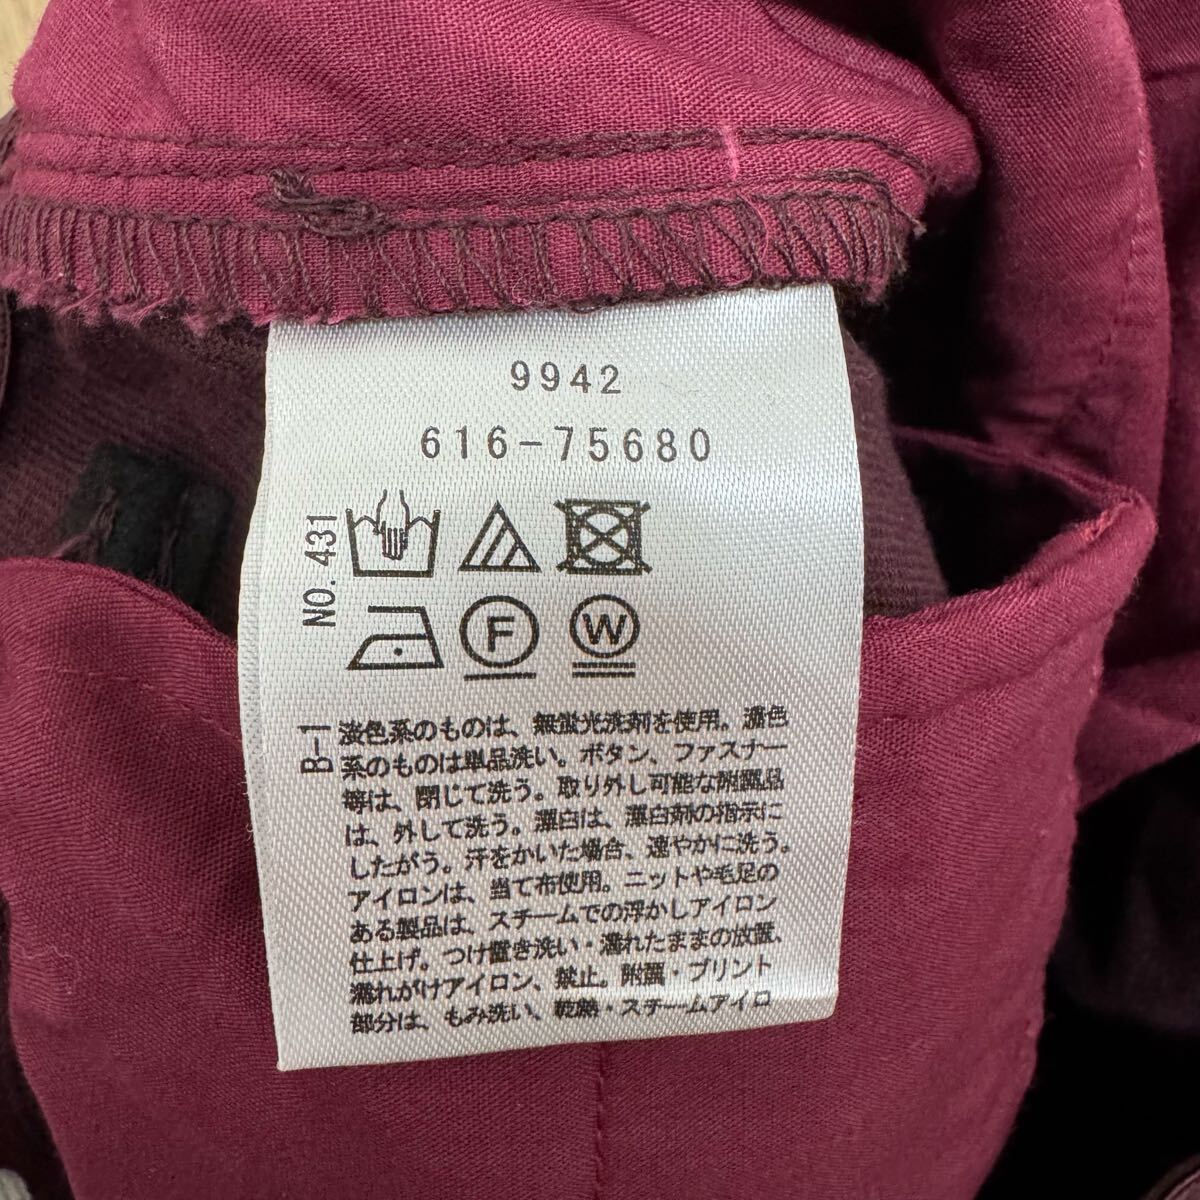 9942
616-75680
NO.431
F
W
B-1
淡色系のものは、無蛍光洗剤を使用。濃色
系のものは単品洗い。ボタン、ファスナー
等は、閉じて洗う。取り外し可能な附属品
は、外して洗う。漂白は、漂白剤の指示に
したがう。汗をかいた場合、速やかに洗う。
アイロンは、当て布使用。ニットや毛足の
ある製品は、スチームでの浮かしアイロン
仕上げ。つけ置き洗い・濡れたままの放置、
濡れがけアイロン、禁止。附属・プリント
部分は、もみ洗い、乾熱・スチームアイロ